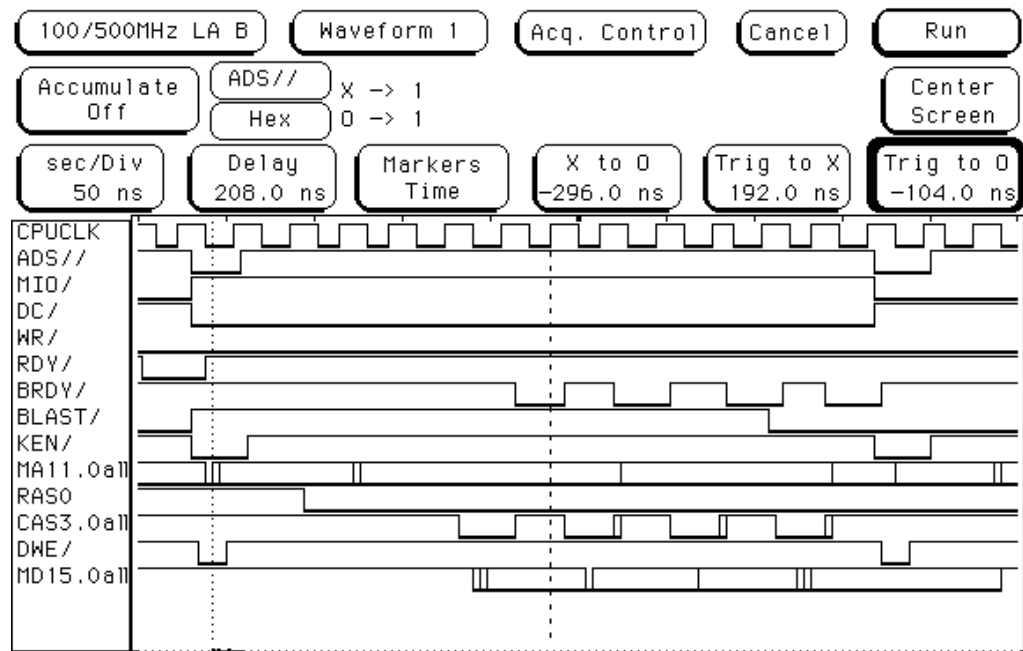 100/500MHz LA B Waveform 1 Acq. Control Cancel Run
Accumulate Off ADS// X -> 1 Center Screen
Hex O -> 1
sec/Div Delay Markers X to O Trig to X Trig to O
50 ns 208.0 ns Time -296.0 ns 192.0 ns -104.0 ns
CPUCLK
ADS//
MIO/
DC/
WR/
RDY/
BRDY/
BLAST/
KEN/
MA11.0all
RAS0
CAS3.0all
DWE/
MD15.0all